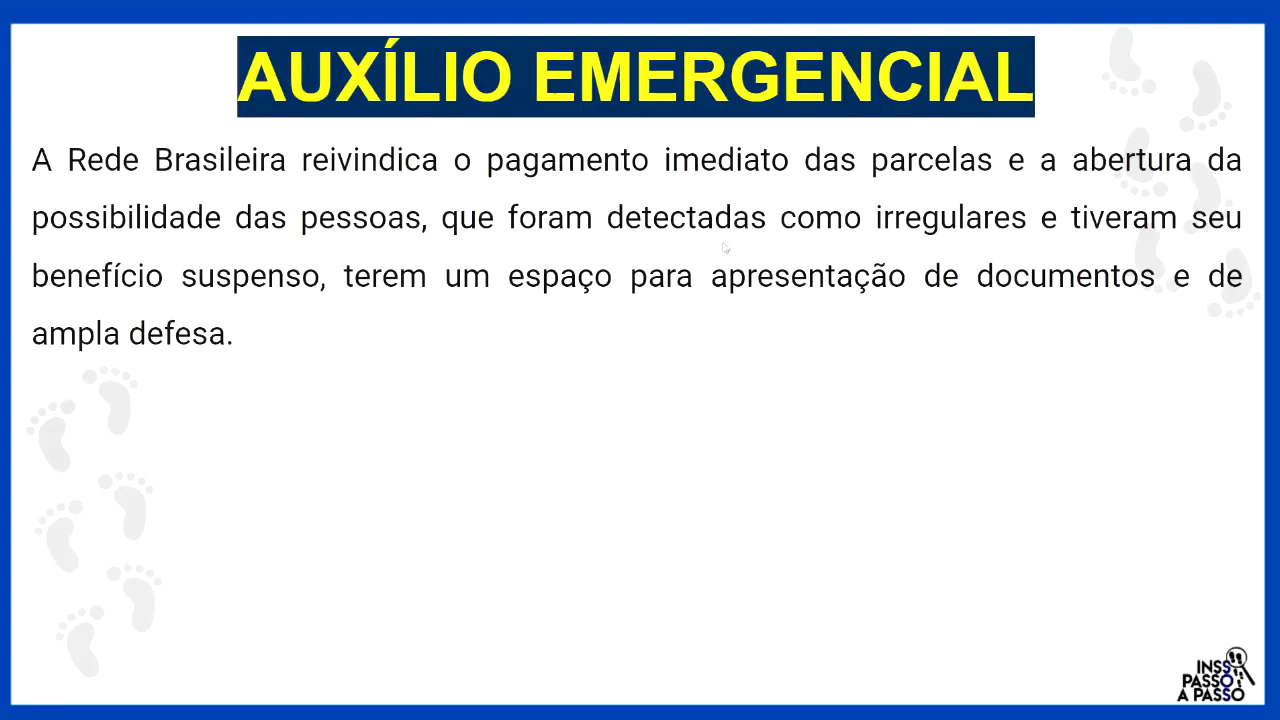 AUXÍLIO EMERGENCIAL
A Rede Brasileira reivindica o pagamento imediato das parcelas e a abertura da
possibilidade das pessoas, que foram detectadas como irregulares e tiveram seu
benefício suspenso, terem um espaço para apresentação de documentos e de
ampla defesa.
INSS
PASSO
A PASSO